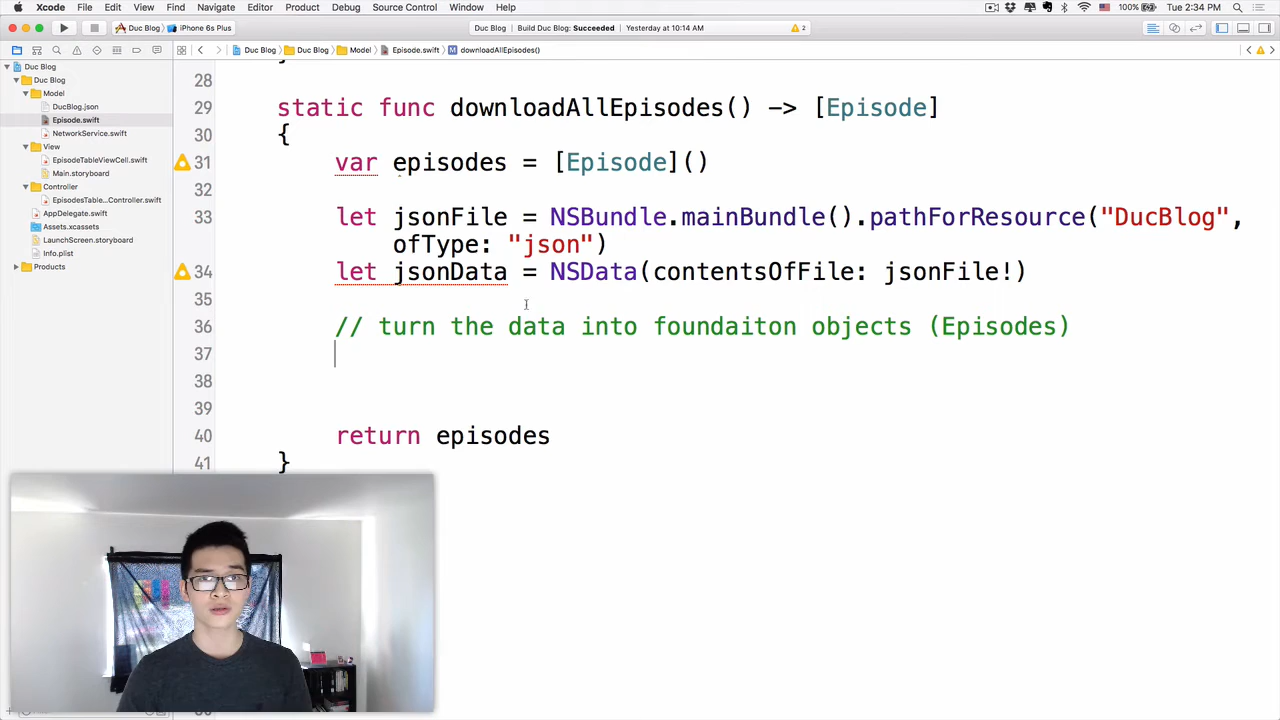 Xcode File Edit View Find Navigate Editor Product Debug Source Control Window Help 100% Tue 2:34 PM
Duc Blog iPhone 6s Plus Duc Blog | Build Duc Blog: Succeeded | Yesterday at 10:14 AM 2
Duc Blog Duc Blog Model Episode.swift M downloadAllEpisodes()
Duc Blog
Duc Blog
Model
DucBlog.json
Episode.swift
NetworkService.swift
View
EpisodeTableViewCell.swift
Main.storyboard
Controller
EpisodesTable...Controller.swift
AppDelegate.swift
Assets.xcassets
LaunchScreen.storyboard
Info.plist
Products
28
29 static func downloadAllEpisodes() -> [Episode]
30 {
31 var episodes = [Episode]()
32
33 let jsonFile = NSBundle.mainBundle().pathForResource("DucBlog",
ofType: "json")
34 let jsonData = NSData(contentsOfFile: jsonFile!)
35
36 // turn the data into foundaiton objects (Episodes)
37
38
39
40 return episodes
41 }